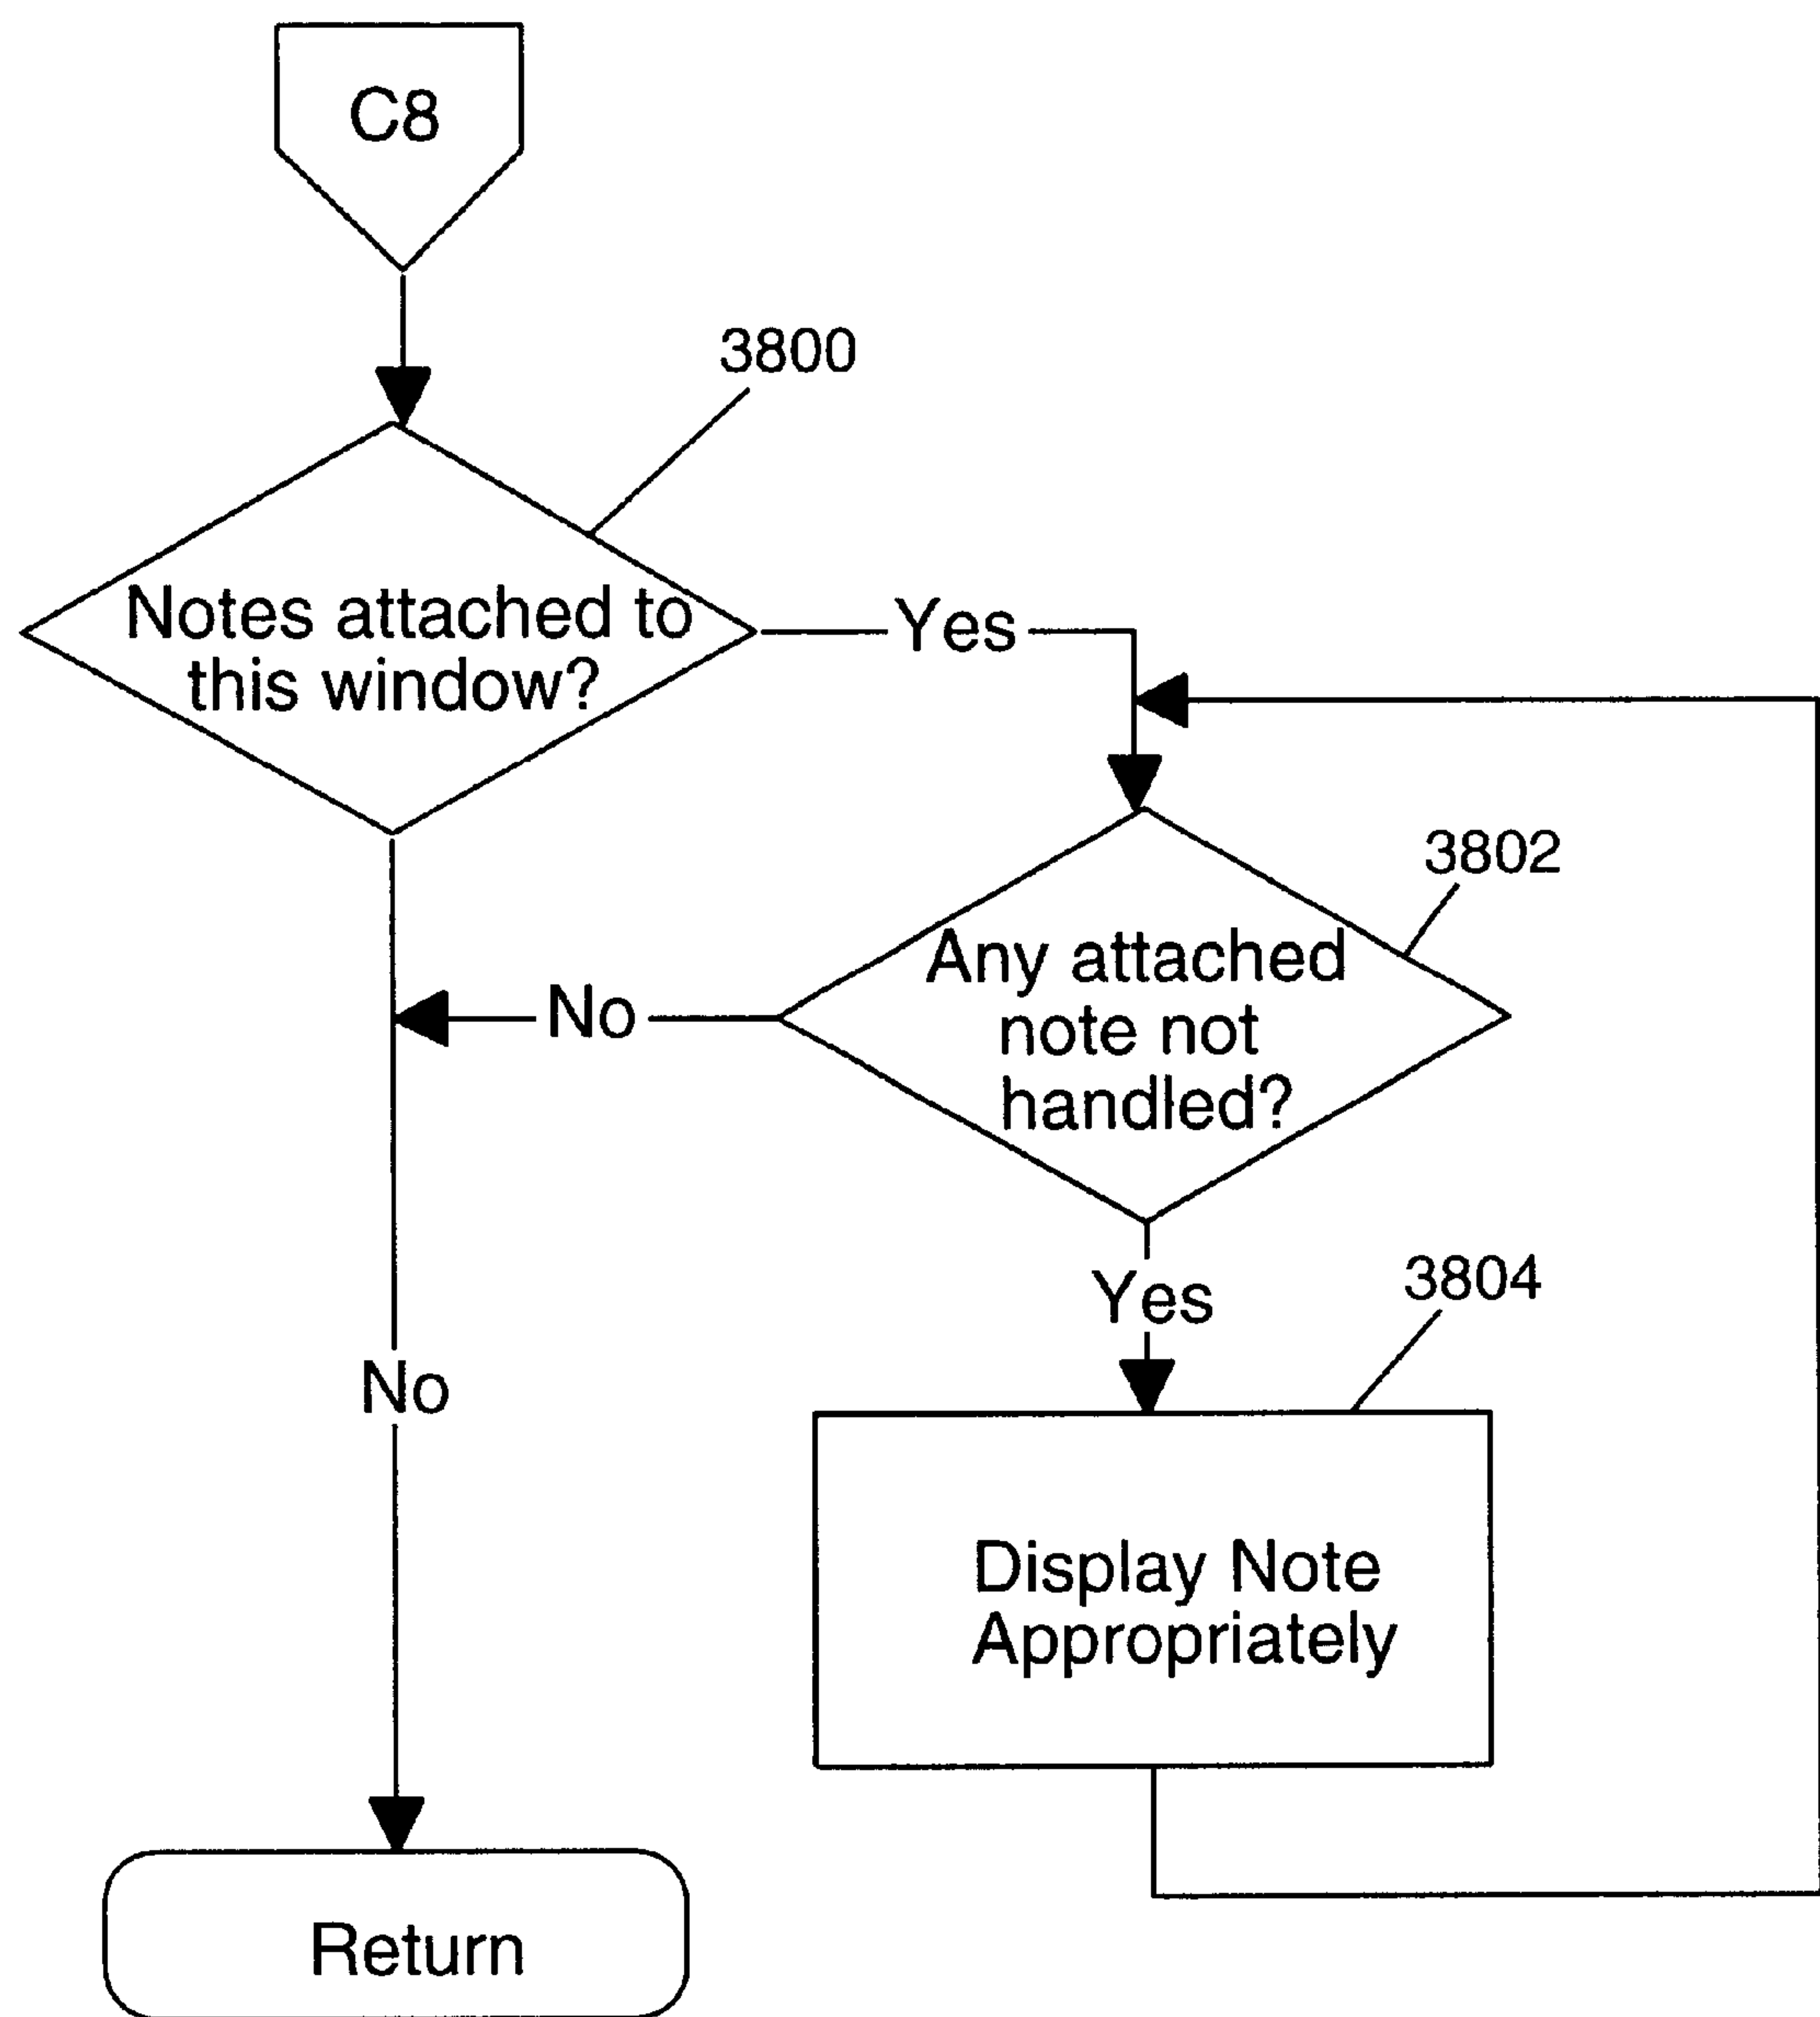 C8
3800
Notes attached to
this window?
Yes
3802
Any attached
note not
handled?
No
Yes
3804
No
Display Note
Appropriately
Return